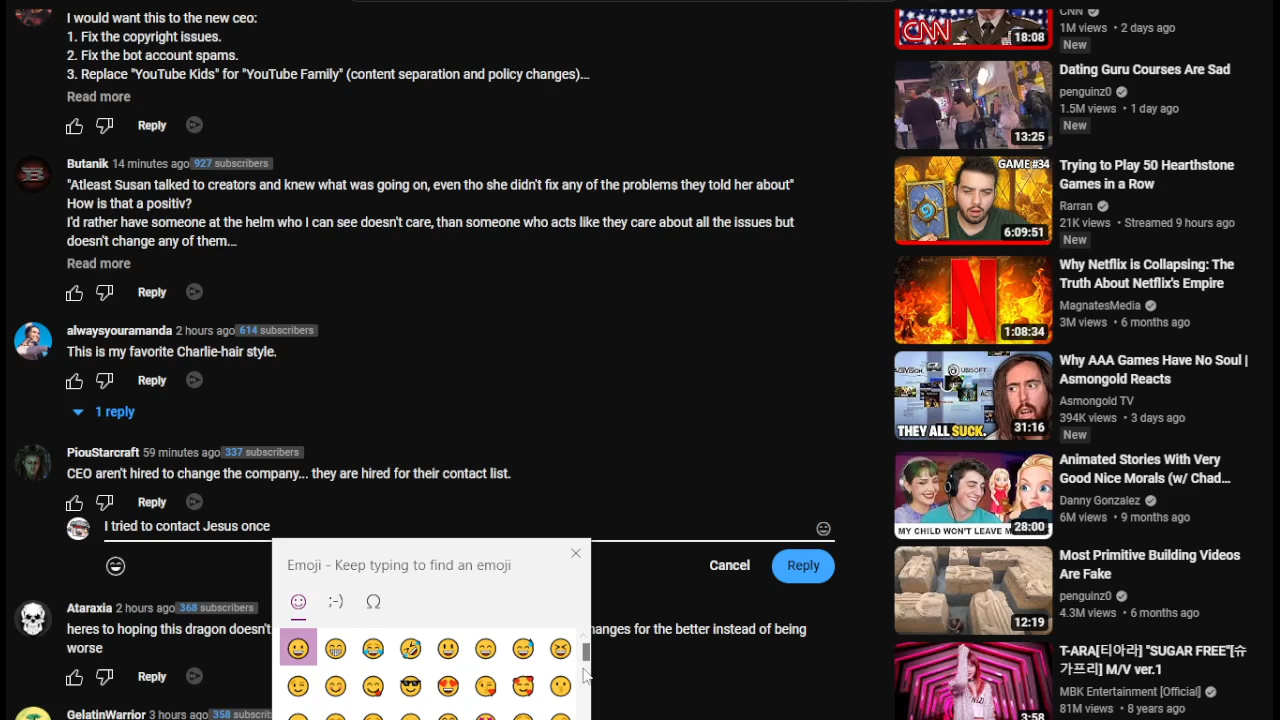 I would want this to the new ceo:
1. Fix the copyright issues.
2. Fix the bot account spams.
3. Replace "YouTube Kids" for "YouTube Family" (content separation and policy changes)...
Read more
Reply
Butanik 14 minutes ago 927 subscribers
"Atleast Susan talked to creators and knew what was going on, even tho she didn't fix any of the problems they told her about"
How is that a positiv?
I'd rather have someone at the helm who I can see doesn't care, than someone who acts like they care about all the issues but
doesn't change any of them...
Read more
Reply
alwaysyouramanda 2 hours ago 614 subscribers
This is my favorite Charlie-hair style.
Reply
1 reply
PiouStarcraft 59 minutes ago 337 subscribers
CEO aren't hired to change the company... they are hired for their contact list.
Reply
I tried to contact Jesus once
Cancel
Reply
Emoji - Keep typing to find an emoji
;-)
Ω
Ataraxia 2 hours ago 368 subscribers
heres to hoping this dragon doesn't
hanges for the better instead of being
worse
Reply
GelatinWarrior 3 hours ago 358 subscrib
CNN
18:08
CNN
1M views • 2 days ago
New
13:25
Dating Guru Courses Are Sad
penguinz0
1.5M views • 1 day ago
New
GAME #34
6:09:51
Trying to Play 50 Hearthstone
Games in a Row
Rarran
21K views • Streamed 9 hours ago
New
N
1:08:34
Why Netflix is Collapsing: The
Truth About Netflix's Empire
MagnatesMedia
3M views • 6 months ago
UBISOFT
THEY ALL SUCK.
31:16
Why AAA Games Have No Soul |
Asmongold Reacts
Asmongold TV
394K views • 3 days ago
New
MY CHILD WON'T LEAVE M
28:00
Animated Stories With Very
Good Nice Morals (w/ Chad...
Danny Gonzalez
6M views • 9 months ago
12:19
Most Primitive Building Videos
Are Fake
penguinz0
4.3M views • 6 months ago
3:58
T-ARA[티아라] "SUGAR FREE"[슈
가프리] M/V ver.1
MBK Entertainment [Official]
81M views • 8 years ago